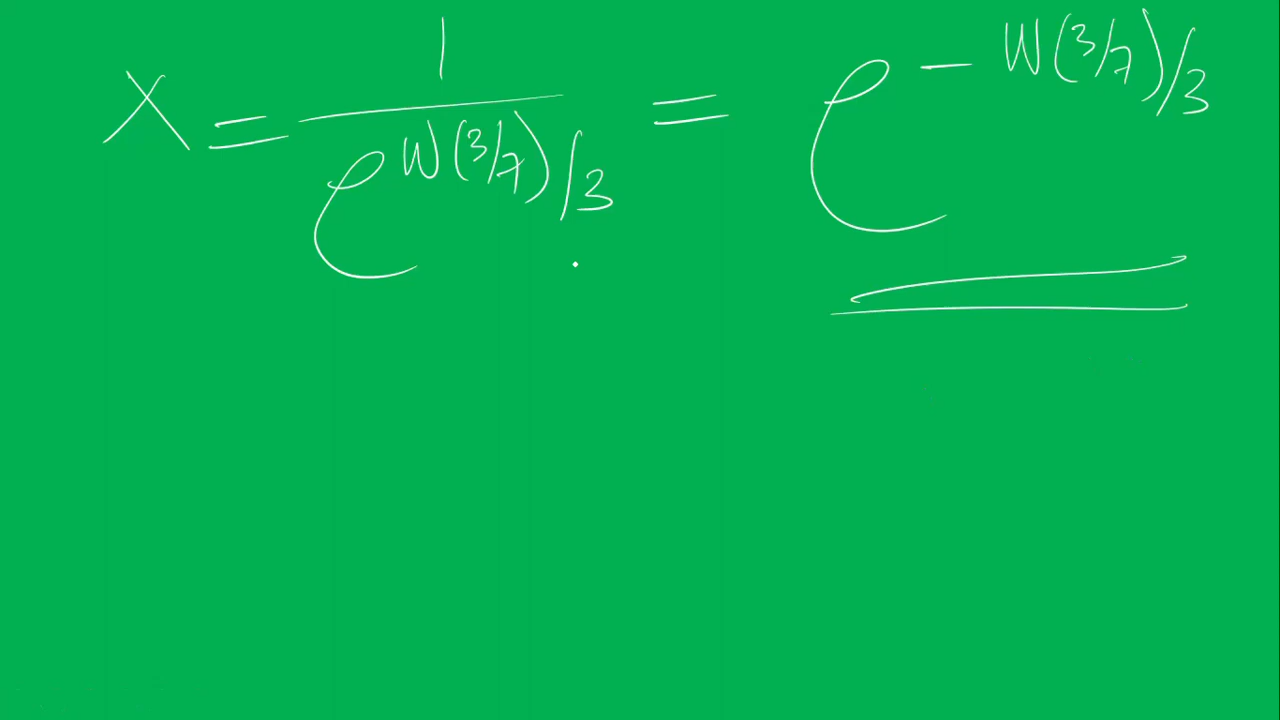 X = 1 / e^{W(3/7)/3} = e^{-W(3/7)/3}